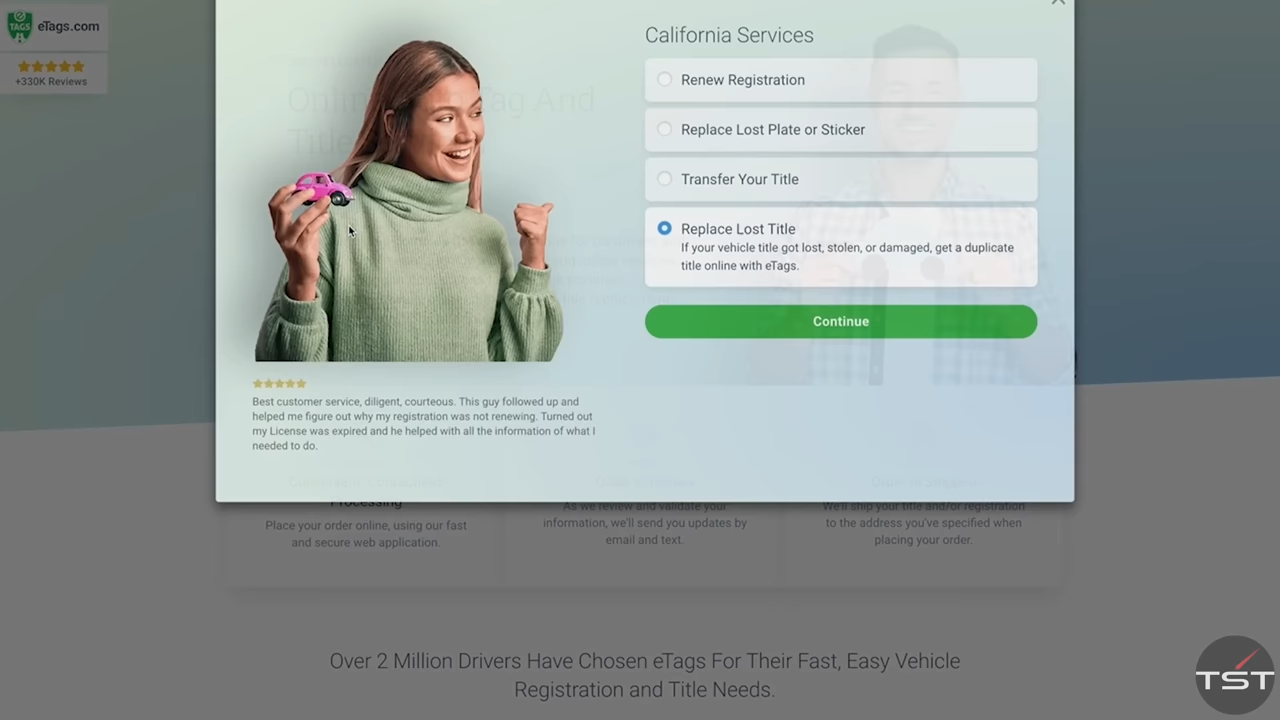 TAGS
eTags.com
+330K Reviews
California Services
Renew Registration
Replace Lost Plate or Sticker
Transfer Your Title
Replace Lost Title
If your vehicle title got lost, stolen, or damaged, get a duplicate
title online with eTags.
Continue
Best customer service, diligent, courteous. This guy followed up and
helped me figure out why my registration was not renewing. Turned out
my License was expired and he helped with all the information of what I
needed to do.
Tag And
Processing
Place your order online, using our fast
and secure web application.
As we review and validate your
information, we'll send you updates by
email and text.
We'll ship your title and/or registration
to the address you've specified when
placing your order.
Over 2 Million Drivers Have Chosen eTags For Their Fast, Easy Vehicle
Registration and Title Needs.
TST